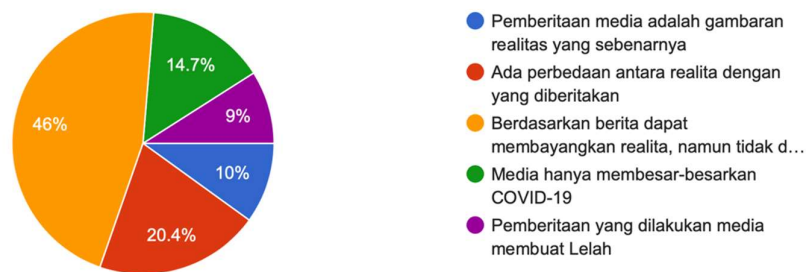 14.7%
46%
9%
10%
20.4%
Pemberitaan media adalah gambaran
realitas yang sebenarnya
Ada perbedaan antara realita dengan
yang diberitakan
Berdasarkan berita dapat
membayangkan realita, namun tidak d…
Media hanya membesar-besarkan
COVID-19
Pemberitaan yang dilakukan media
membuat Lelah